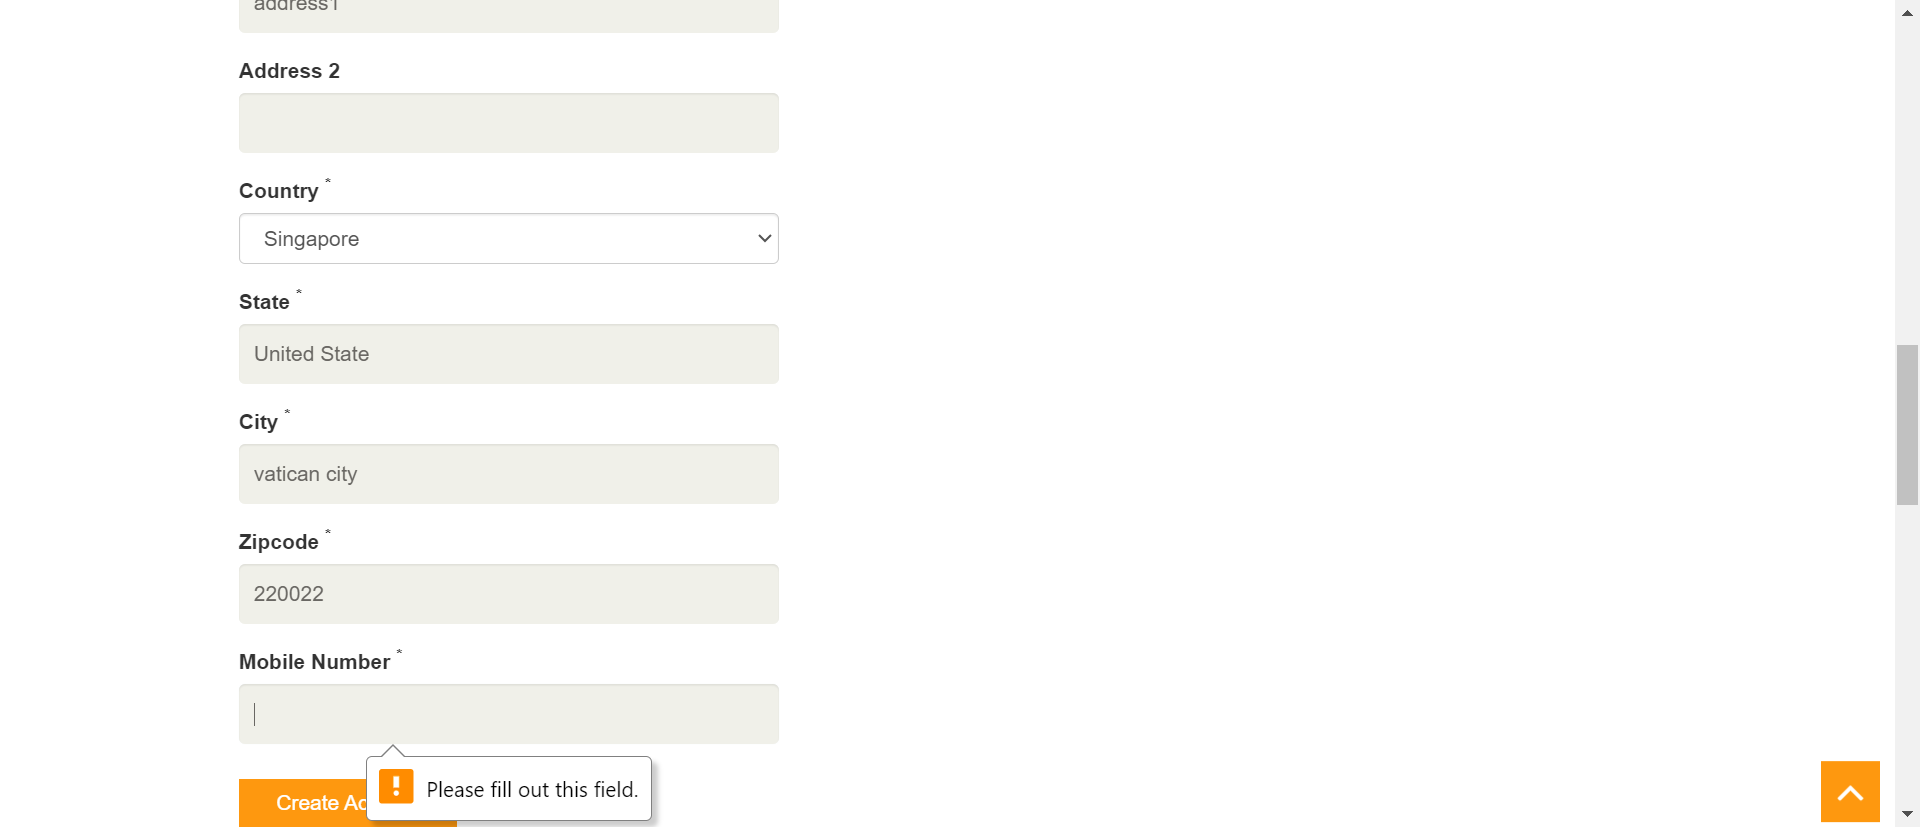 address1
Address 2
Country *
Singapore
State *
United State
City *
vatican city
Zipcode *
220022
Mobile Number *
Please fill out this field.
Create